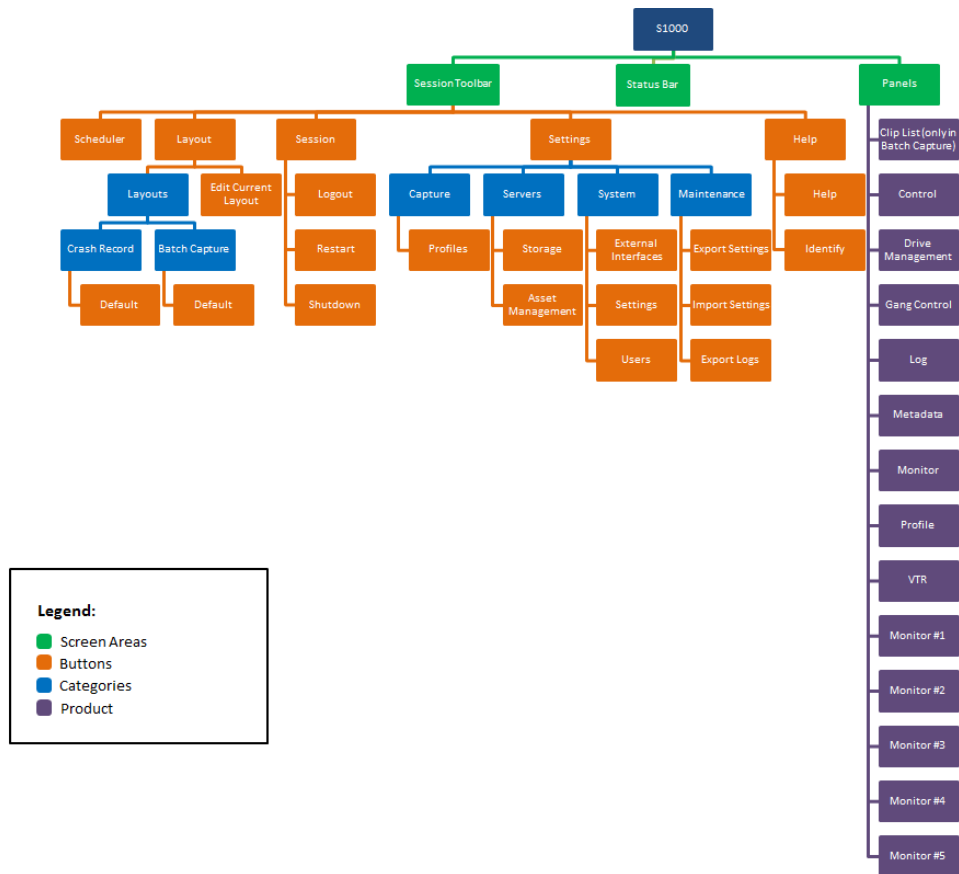 S1000
Session Toolbar
Status Bar
Panels
Scheduler
Layout
Session
Settings
Help
Clip List (only in
Batch Capture)
Layouts
Edit Current
Layout
Logout
Capture
Servers
System
Maintenance
Help
Control
Crash Record
Batch Capture
Restart
Profiles
Storage
External
Interfaces
Export Settings
Identify
Drive
Management
Default
Default
Shutdown
Asset
Management
Settings
Import Settings
Gang Control
Users
Export Logs
Log
Metadata
Monitor
Profile
VTR
Monitor #1
Monitor #2
Monitor #3
Monitor #4
Monitor #5
Legend:
Screen Areas
Buttons
Categories
Product